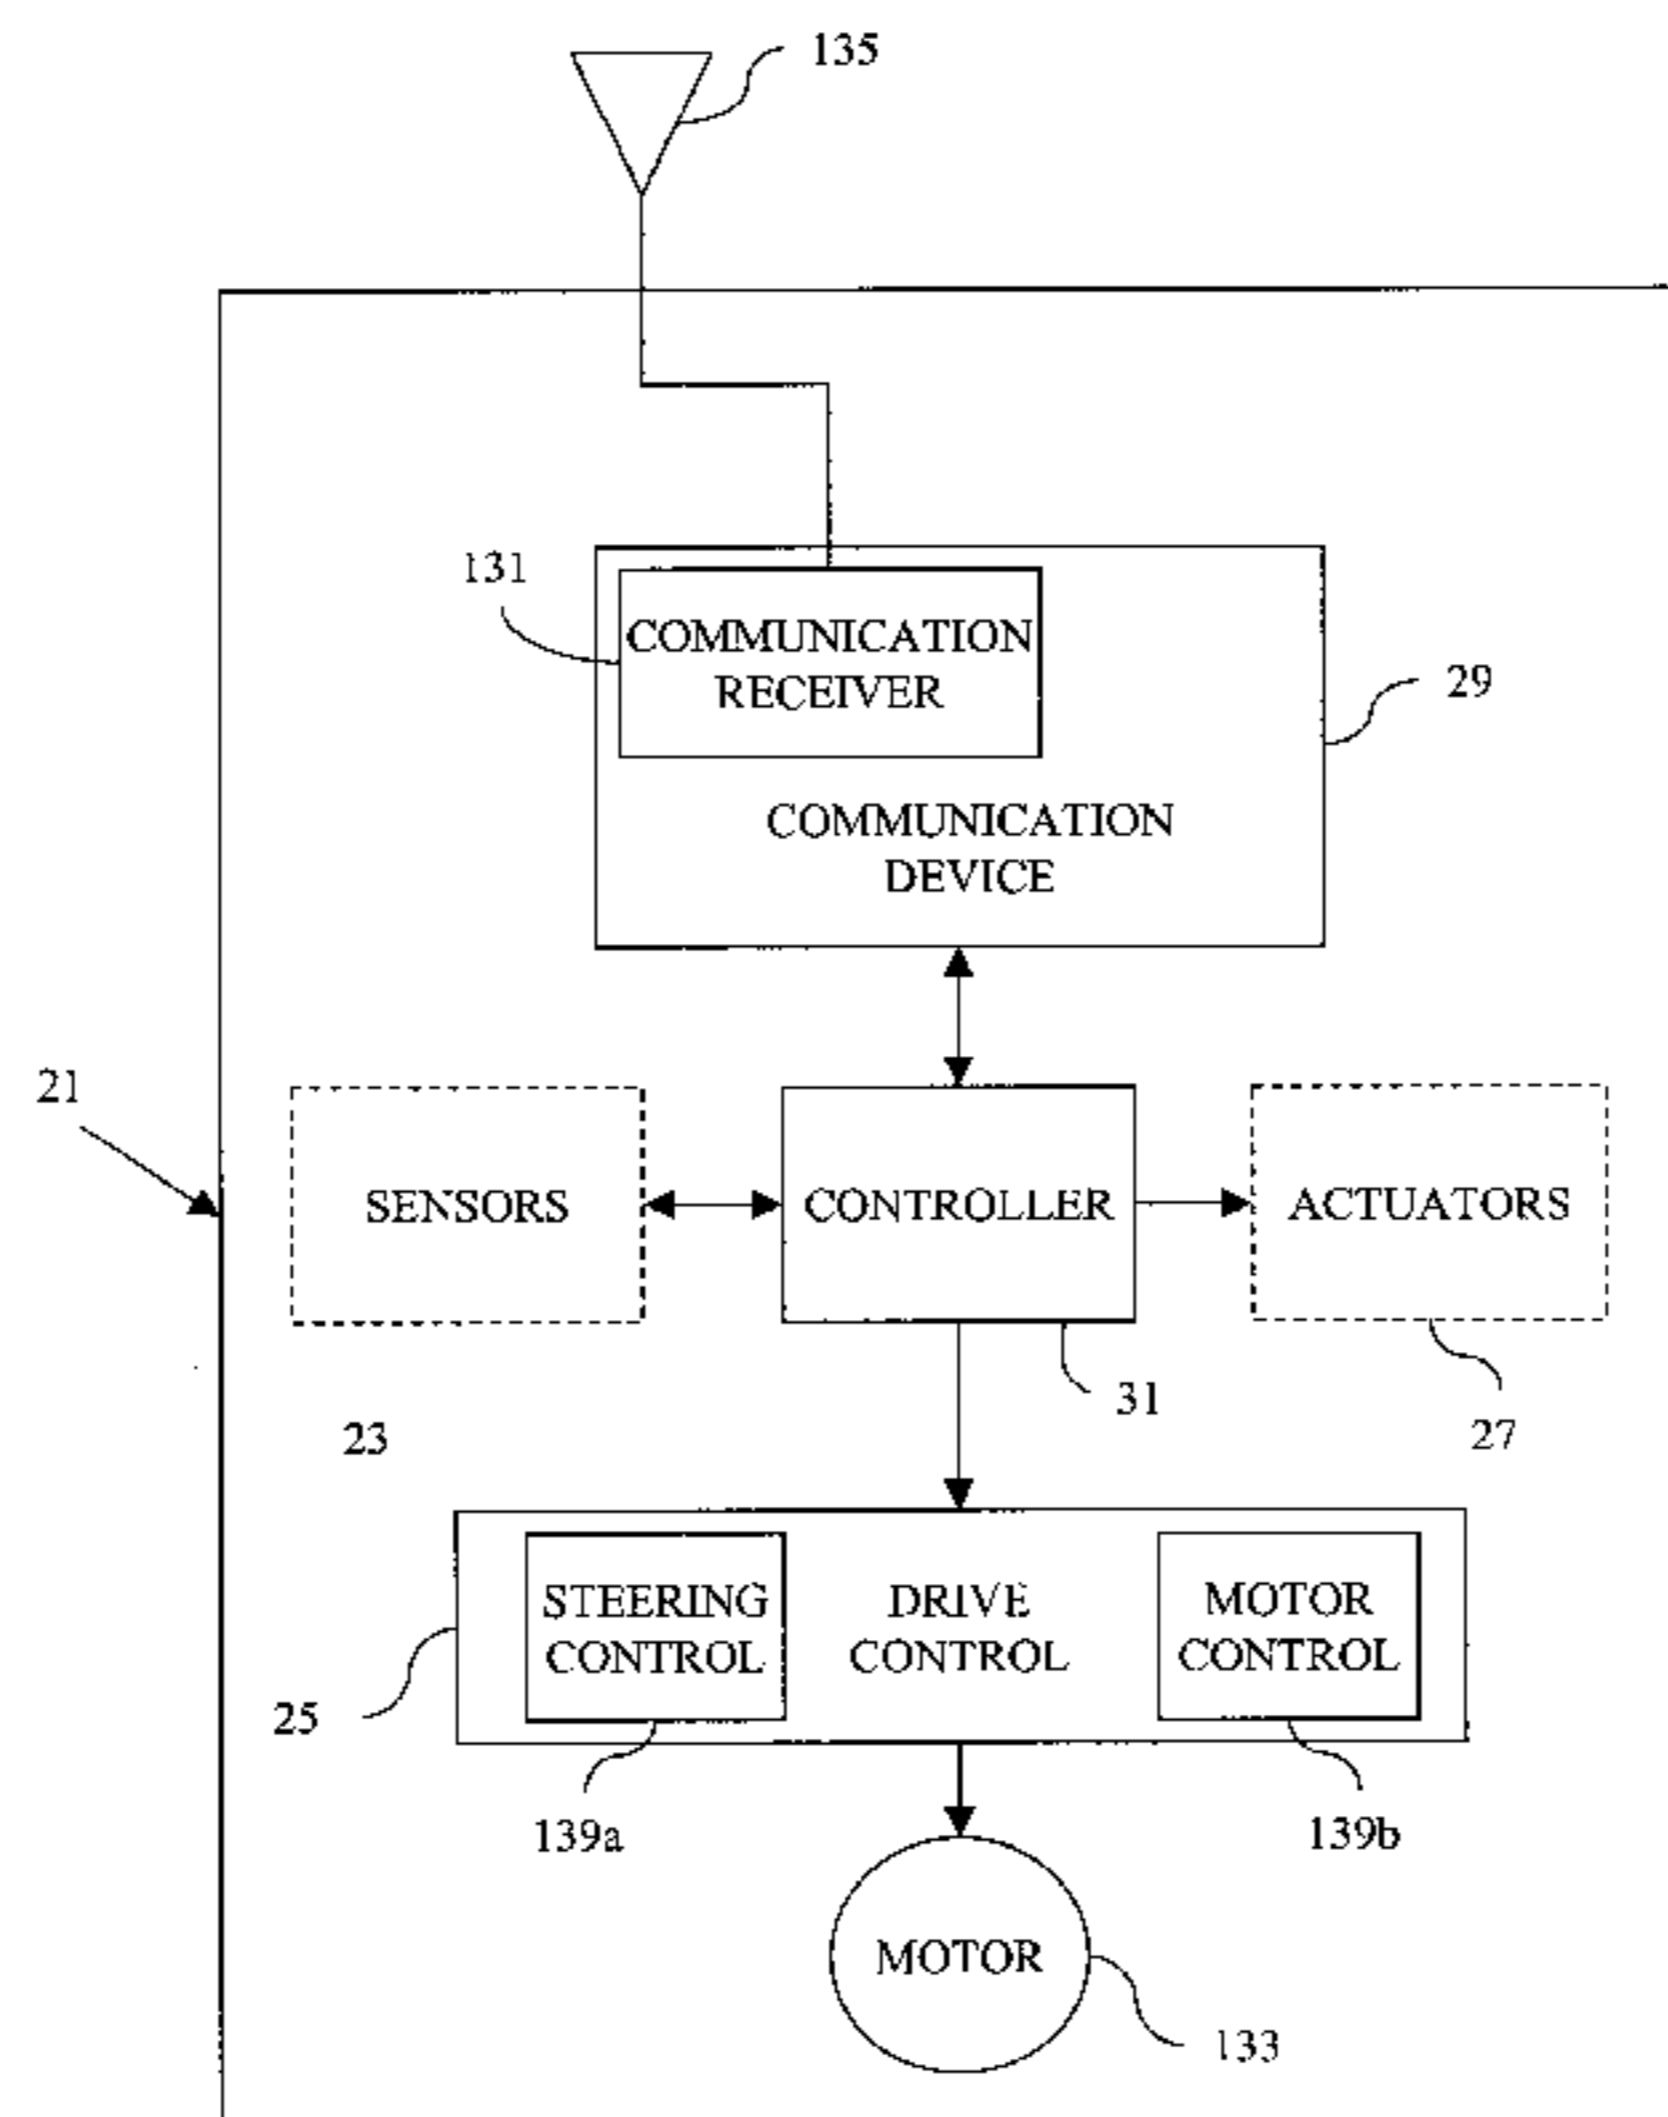 135
131
COMMUNICATION
RECEIVER
29
COMMUNICATION
DEVICE
21
SENSORS
CONTROLLER
ACTUATORS
31
23
27
STEERING
CONTROL
DRIVE
CONTROL
MOTOR
CONTROL
25
139a
139b
MOTOR
133